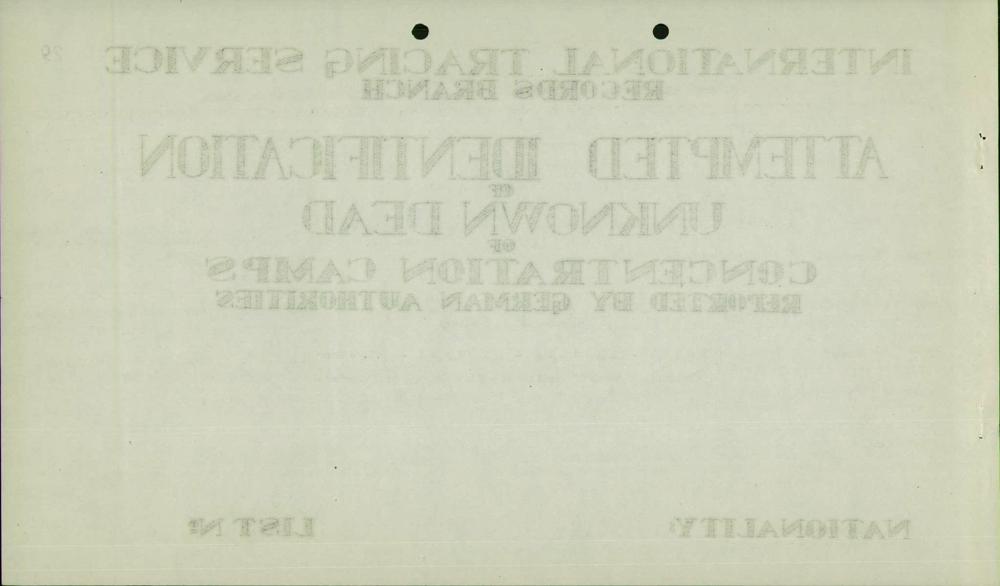 29
INTERNATIONAL TRACING SERVICE
RECORDS BRANCH
ATTEMPTED IDENTIFICATION
OF
UNKNOWN DEAD
OF
CONCENTRATION CAMPS
REPORTED BY GERMAN AUTHORITIES
NATIONALITY: LIST Nº